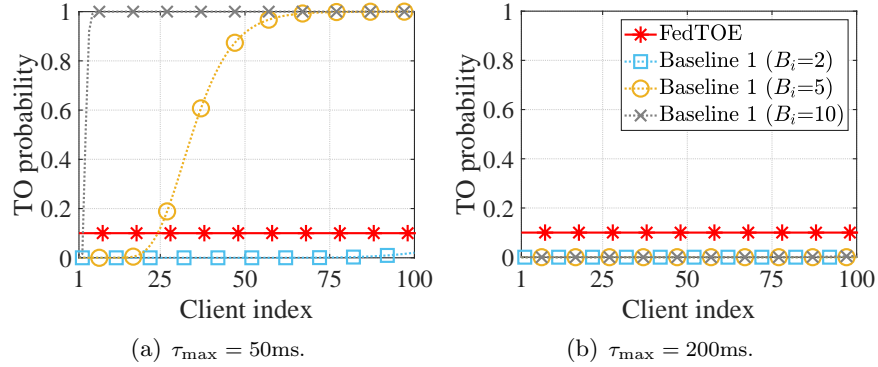 TO probability
1
0.8
0.6
0.4
0.2
0
1 25 50 75 100
Client index
(a) τmax = 50ms.
TO probability
1
0.8
0.6
0.4
0.2
0
FedTOE
Baseline 1 (Bi=2)
Baseline 1 (Bi=5)
Baseline 1 (Bi=10)
1 25 50 75 100
Client index
(b) τmax = 200ms.